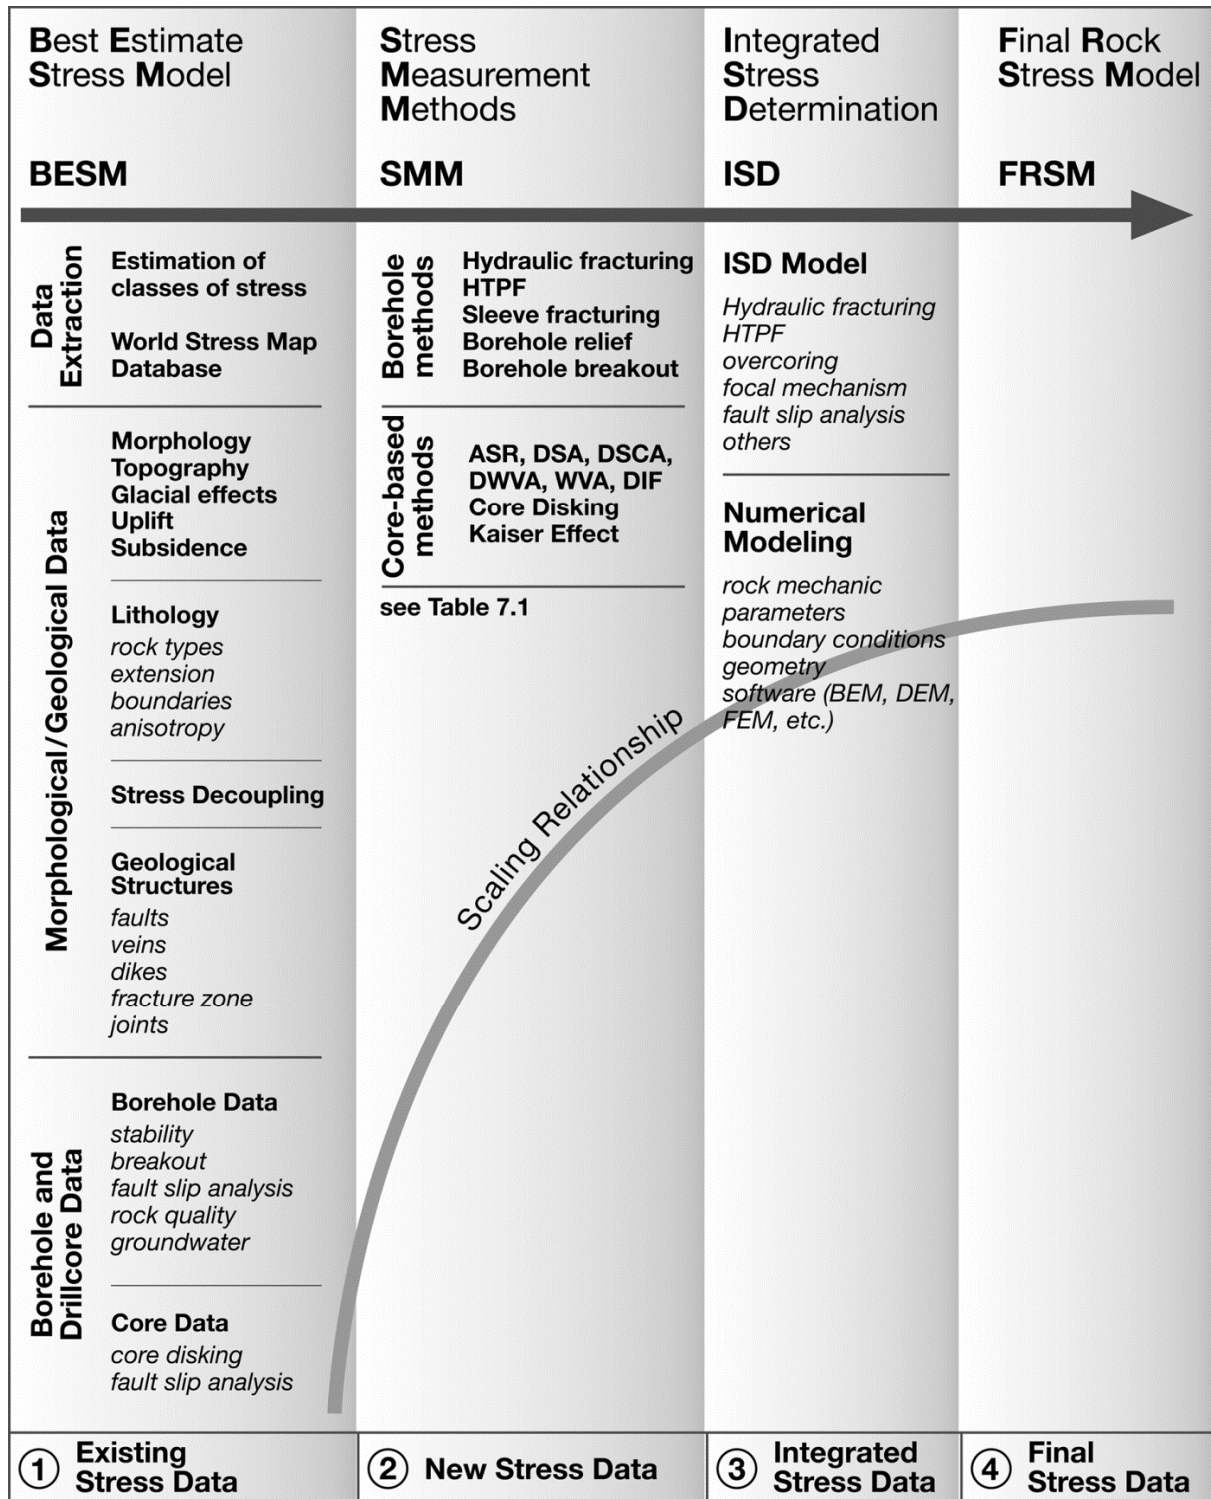 Best Estimate
Stress Model
BESM
Stress
Measurement
Methods
SMM
Integrated
Stress
Determination
ISD
Final Rock
Stress Model
FRSM
Data
Extraction
Estimation of
classes of stress
World Stress Map
Database
Morphological/Geological Data
Morphology
Topography
Glacial effects
Uplift
Subsidence
Lithology
rock types
extension
boundaries
anisotropy
Stress Decoupling
Geological
Structures
faults
veins
dikes
fracture zone
joints
Borehole and
Drillcore Data
Borehole Data
stability
breakout
fault slip analysis
rock quality
groundwater
Core Data
core disking
fault slip analysis
Borehole
methods
Hydraulic fracturing
HTPF
Sleeve fracturing
Borehole relief
Borehole breakout
Core-based
methods
ASR, DSA, DSCA,
DWVA, WVA, DIF
Core Disking
Kaiser Effect
see Table 7.1
Scaling Relationship
ISD Model
Hydraulic fracturing
HTPF
overcoring
focal mechanism
fault slip analysis
others
Numerical
Modeling
rock mechanic
parameters
boundary conditions
geometry
software (BEM, DEM,
FEM, etc.)
1 Existing
Stress Data
2 New Stress Data
3 Integrated
Stress Data
4 Final
Stress Data